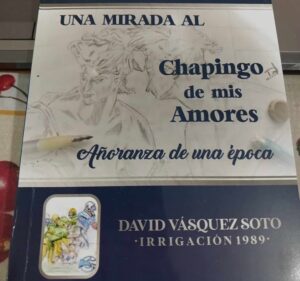 UNA MIRADA AL
Chapingo
de mis
Amores
Añoranza de una época
DAVID VÁSQUEZ SOTO
·IRRIGACIÓN 1989·